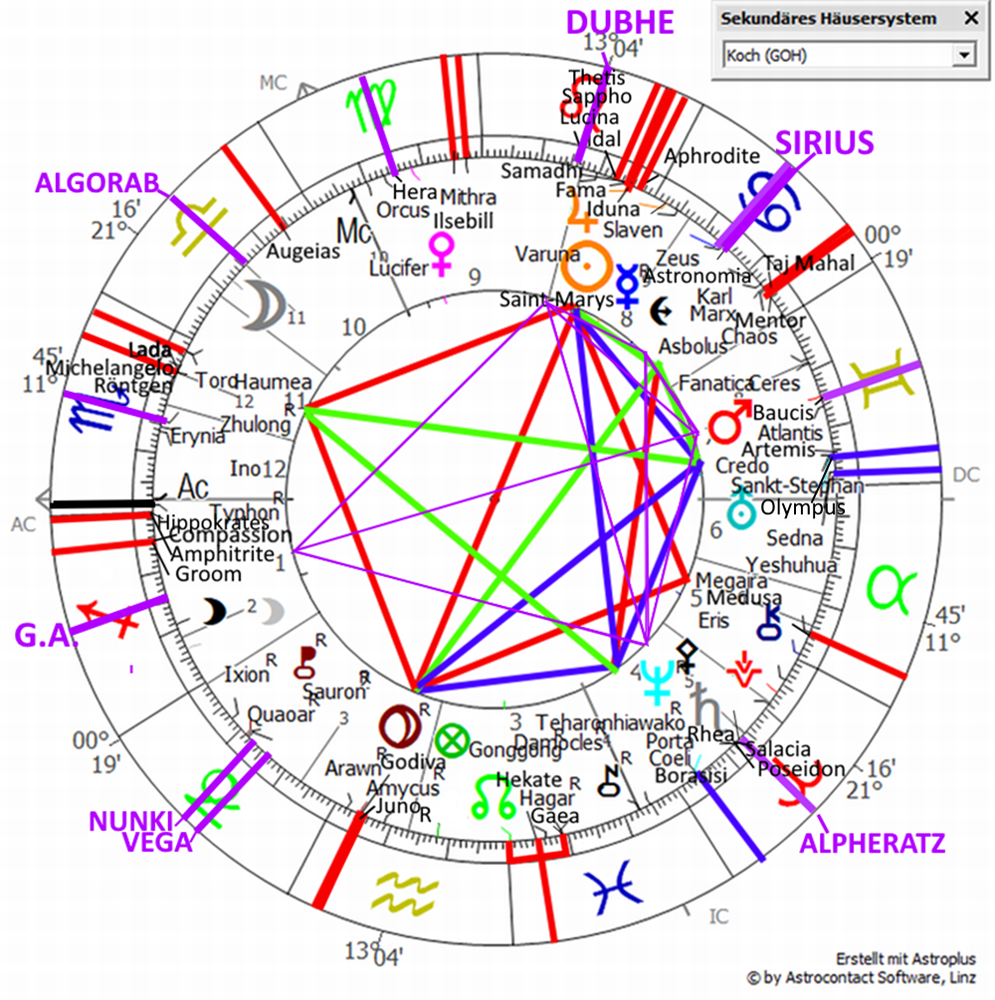 Sekundäres Häusersystem
Koch (GOH)
DUBHE
13° 04'
Thetis
Sappho
Lucina
Vidal
Samadhi
Fama
Iduna
Slaven
Aphrodite
SIRIUS
MC
Hera
Orcus
Mithra
Ilsebill
Mc
Lucifer
9
Varuna
Zeus
Astronomia
Saint-Marys
8
Karl
Marx
Taj Mahal
00°
19'
Mentor
Chaos
Asbolus
ALGORAB
16'
21°
Augeias
11
10
Lada
Michelangelo
Röntgen
45'
11°
Toro
Haumea
12
R
11
Zhulong
Erynia
Ino
12
Fanatica
Ceres
Baucis
Atlantis
Artemis
Credo
Sankt-Stephan
Olympus
DC
Ac
R
Typhon
AC
Hippokrates
Compassion
Amphitrite
Groom
1
2
6
Sedna
Yeshuhua
Megaira
5
Medusa
Eris
45'
11°
G.A.
Ixion
R
Sauron
R
R
Quaoar
3
00°
19'
NUNKI
VEGA
R
Arawn
R
Godiva
Amycus
R
Juno
R
3
Gonggong
Teharonhiawako
Damocles
R
Hekate
Hagar
Gaea
R
4
R
5
R
Porta
Coeli
Borasisi
Rhea
Salacia
Poseidon
16'
21°
ALPHERATZ
IC
13°
04'
Erstellt mit Astroplus
© by Astrocontact Software, Linz